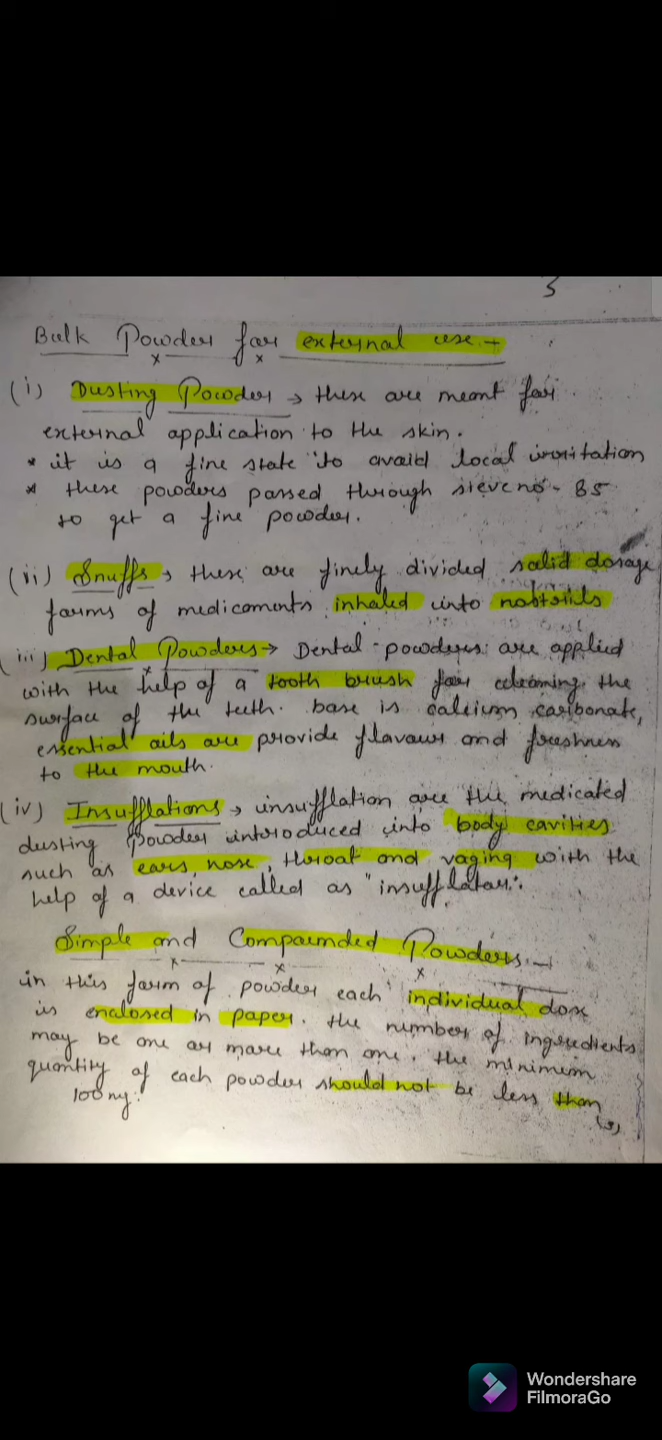 5
Bulk Powder for external use →
(i) Dusting Powder → these are meant for
external application to the skin.
* it is a fine state to avoid local irritation
* these powders passed through sieve no - 85
to get a fine powder.
(ii) Snuffs → these are finely divided solid dosage
forms of medicaments inhaled into nostriils
(iii) Dental Powders → Dental powders are applied
with the help of a tooth brush for cleaning the
surface of the teeth. base is calcium carbonate,
essential oils are provide flavour and freshness
to the mouth.
(iv) Insufflations → insufflation are the medicated
dusting Powder introduced into body cavities
such as ears, nose, throat and vaging with the
help of a device called as "insufflator".
Simple and Compounded Powders →
in this form of powder each individual dose
is enclosed in paper. the number of ingredients
may be one or more than one. the minimum
quantity of each powder should not be less than
100 mg.
Wondershare
FilmoraGo